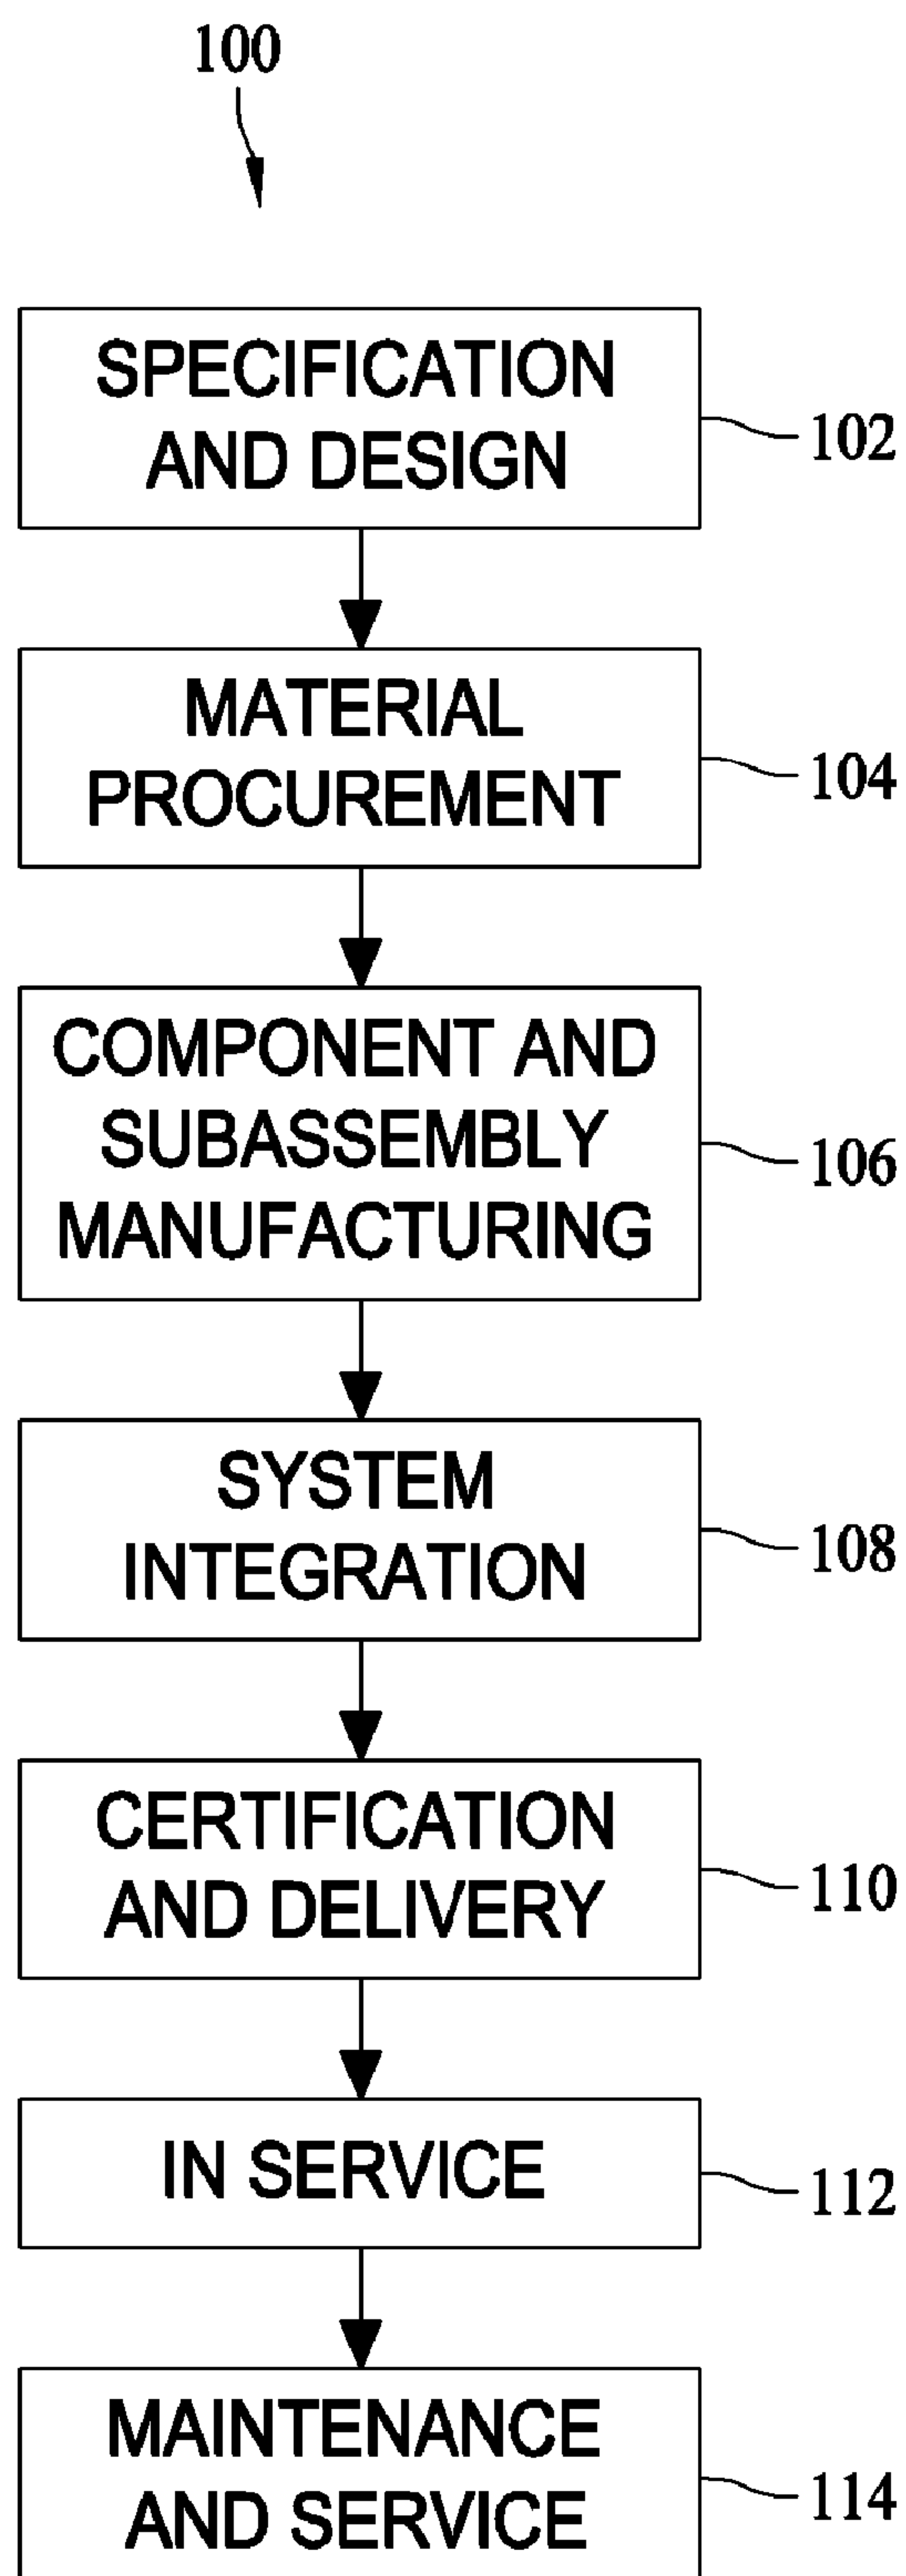 100
SPECIFICATION
AND DESIGN
102
MATERIAL
PROCUREMENT
104
COMPONENT AND
SUBASSEMBLY
MANUFACTURING
106
SYSTEM
INTEGRATION
108
CERTIFICATION
AND DELIVERY
110
IN SERVICE
112
MAINTENANCE
AND SERVICE
114